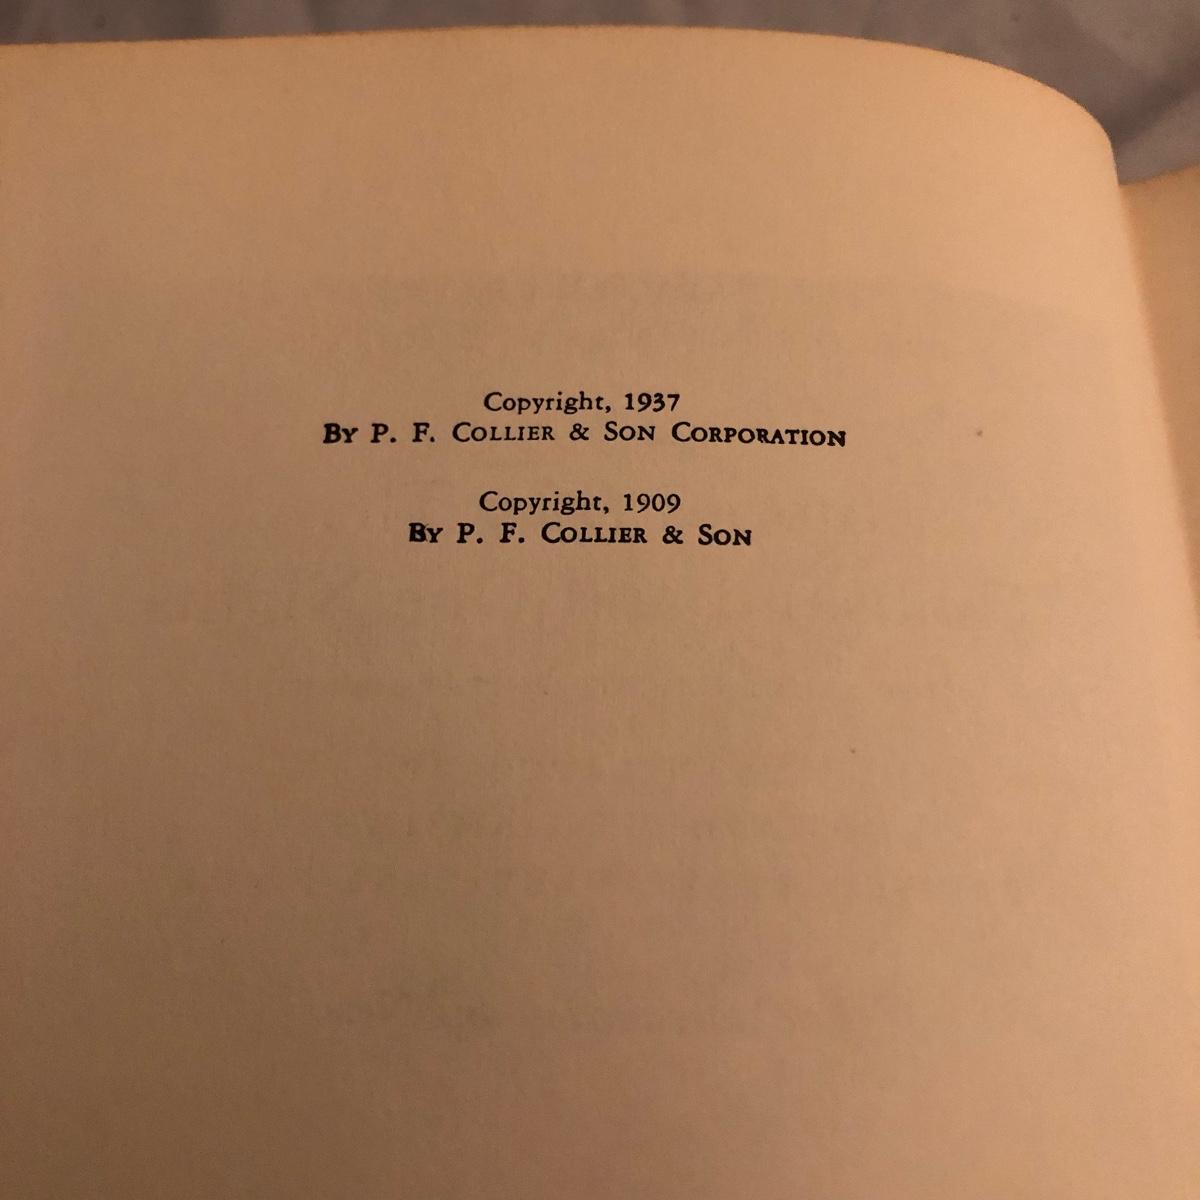 Copyright, 1937
By P. F. Collier & Son Corporation
Copyright, 1909
By P. F. Collier & Son